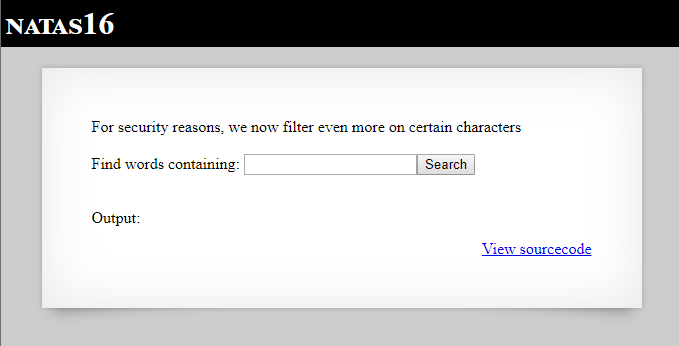 NATAS16
For security reasons, we now filter even more on certain characters
Find words containing: Search
Output:
View sourcecode